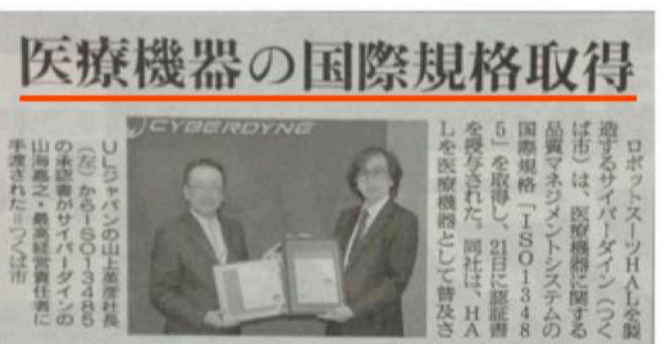 医療機器の国際規格取得
ロボットスーツHALを製
造するサイバーダイン（つく
ば市）は、医療機器に関する
品質マネジメントシステムの
国際規格「ISO1348
5」を取得し、21日に認証書
を授与された。同社は、HA
Lを医療機器として普及さ
CYBERDYNE
ULジャパンの山上英彦社長
（左）からISO13485
の承認書がサイバーダインの
山海嘉之・最高経営責任者に
手渡された＝つくば市